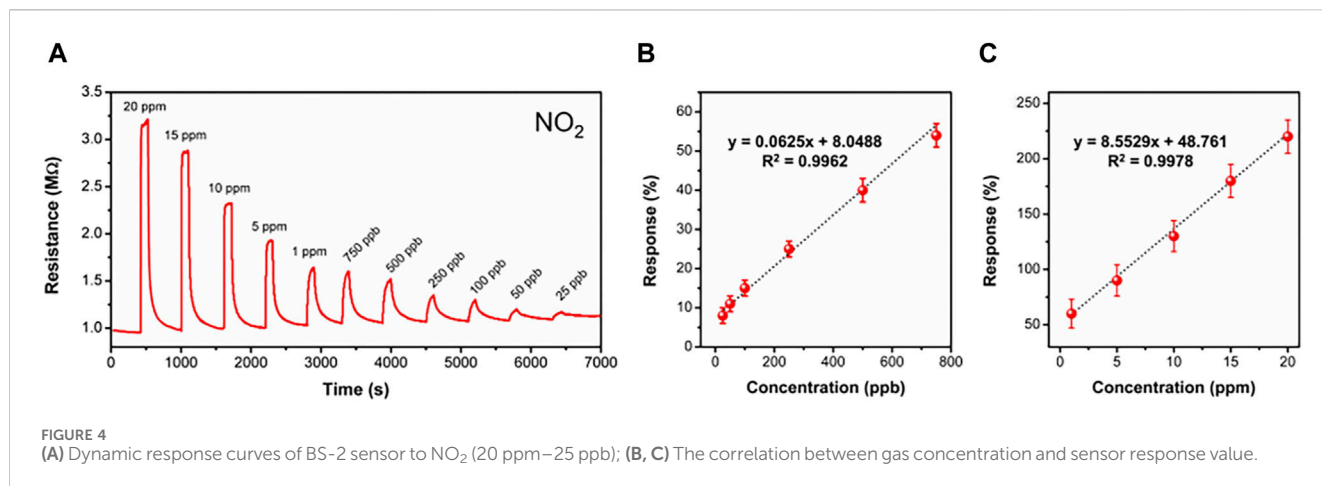 A
3.5
3.0
2.5
2.0
1.5
1.0
Resistance (MΩ)
20 ppm
15 ppm
10 ppm
5 ppm
1 ppm
750 ppb
500 ppb
250 ppb
100 ppb
50 ppb
25 ppb
NO₂
0 1000 2000 3000 4000 5000 6000 7000
Time (s)
B
60
50
40
30
20
10
0
Response (%)
y = 0.0625x + 8.0488
R² = 0.9962
0 200 400 600 800
Concentration (ppb)
C
250
200
150
100
50
Response (%)
y = 8.5529x + 48.761
R² = 0.9978
0 5 10 15 20
Concentration (ppm)
FIGURE 4
(A) Dynamic response curves of BS-2 sensor to NO₂ (20 ppm–25 ppb); (B, C) The correlation between gas concentration and sensor response value.